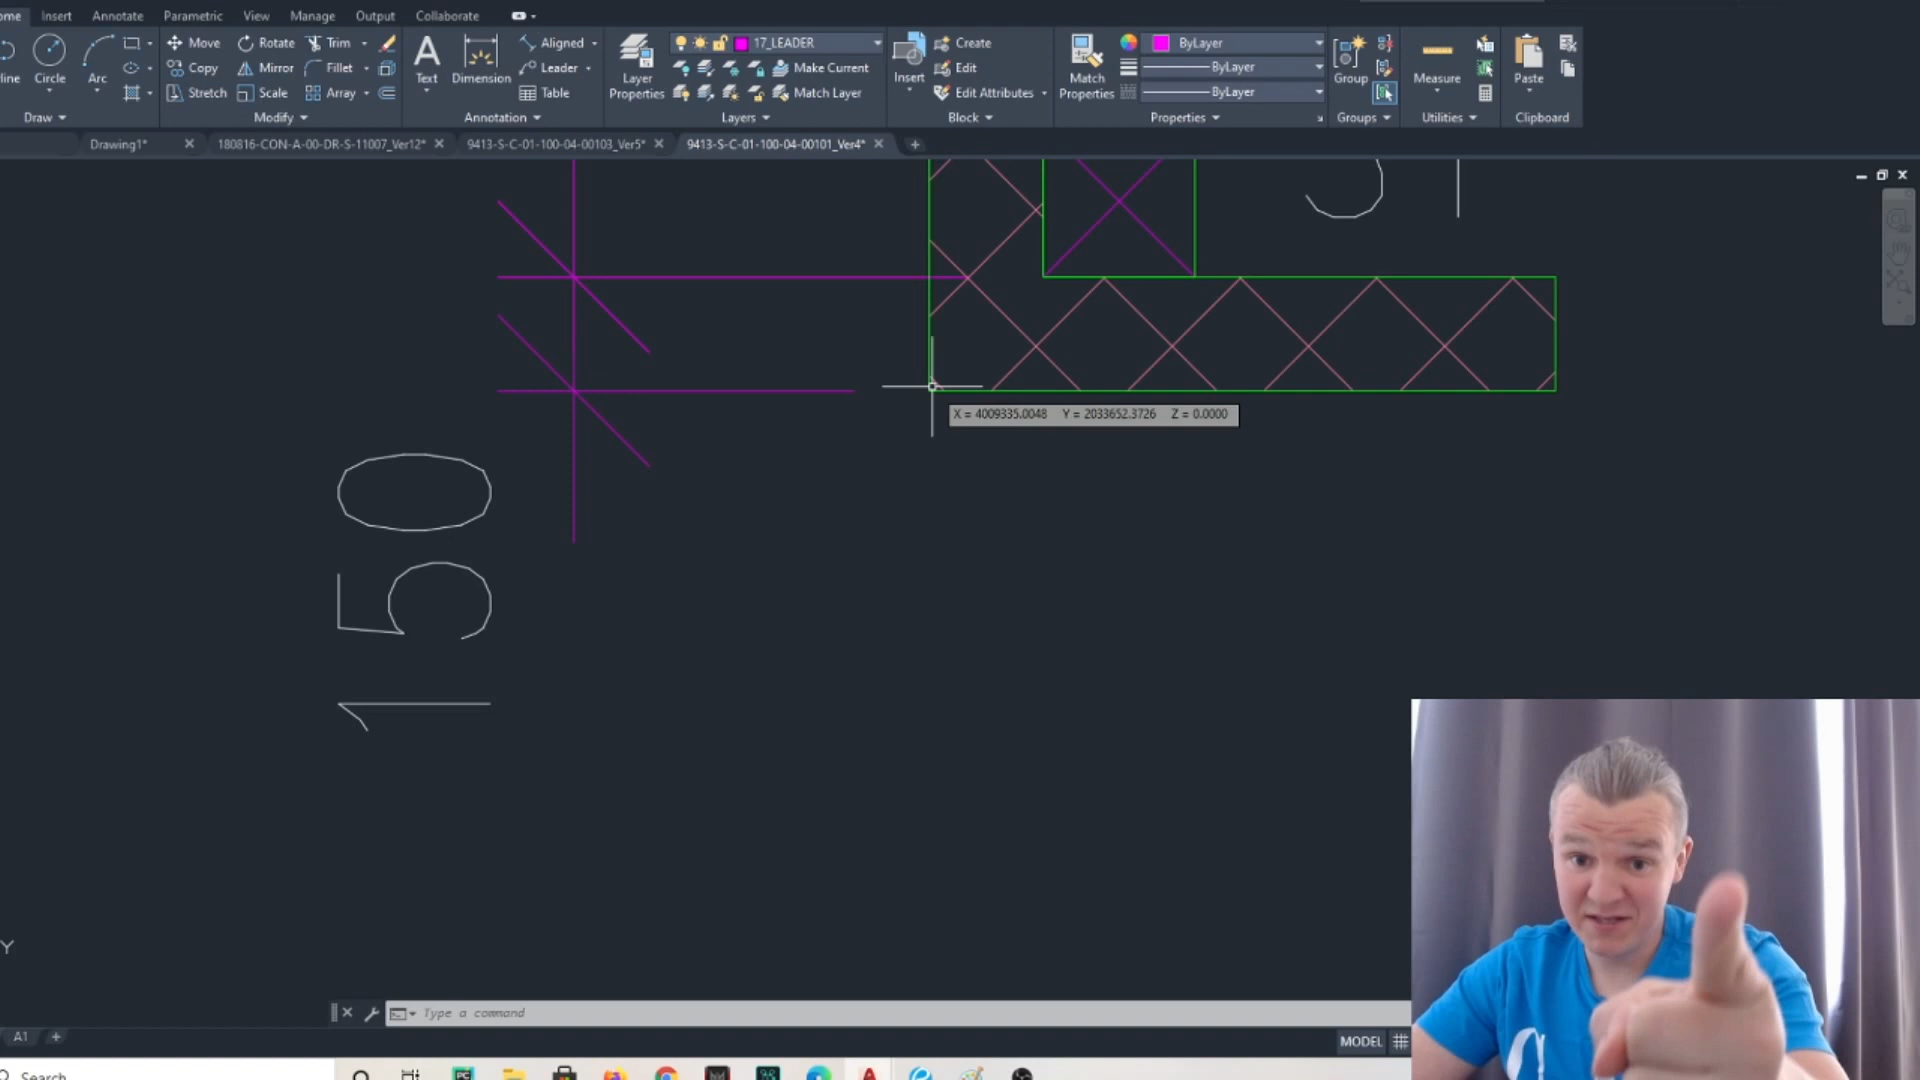 ome Insert Annotate Parametric View Manage Output Collaborate
line Circle Arc Move Rotate Trim Text Dimension Aligned Layer Properties 17_LEADER Insert Create Match Properties ByLayer Group Measure Paste
Copy Mirror Fillet Leader Make Current Edit ByLayer
Stretch Scale Array Table Match Layer Edit Attributes ByLayer
Draw Modify Annotation Layers Block Properties Groups Utilities Clipboard
Drawing1* 180816-CON-A-00-DR-S-11007_Ver12* 9413-S-C-01-100-04-00103_Ver5* 9413-S-C-01-100-04-00101_Ver4*
X = 4009335.0048 Y = 2033652.3726 Z = 0.0000
150
Y
Type a command
A1 MODEL
Search PC